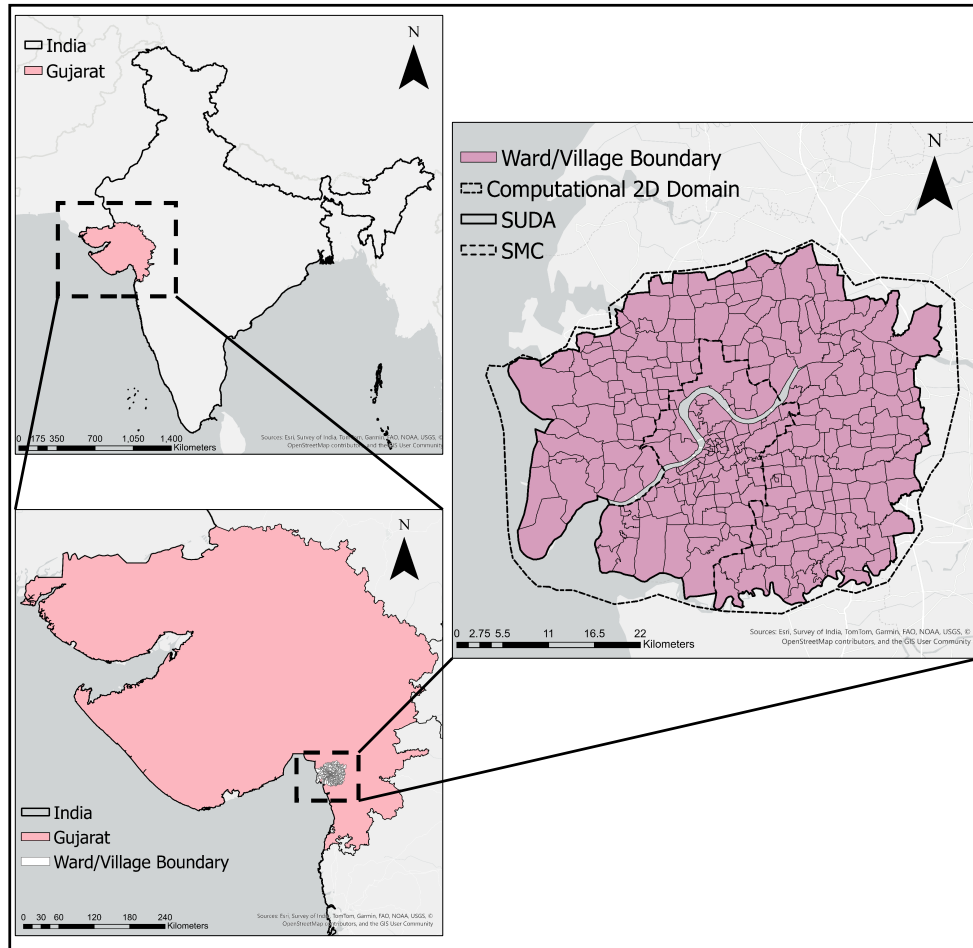 N
India
Gujarat
0 175 350 700 1,050 1,400
Kilometers
Sources: Esri, Survey of India, TomTom, Garmin, FAO, NOAA, USGS, ©
OpenStreetMap contributors, and the GIS User Community
N
Ward/Village Boundary
Computational 2D Domain
SUDA
SMC
0 2.75 5.5 11 16.5 22
Kilometers
Sources: Esri, Survey of India, TomTom, Garmin, FAO, NOAA, USGS, ©
OpenStreetMap contributors, and the GIS User Community
N
India
Gujarat
Ward/Village Boundary
0 30 60 120 180 240
Kilometers
Sources: Esri, Survey of India, TomTom, Garmin, FAO, NOAA, USGS, ©
OpenStreetMap contributors, and the GIS User Community